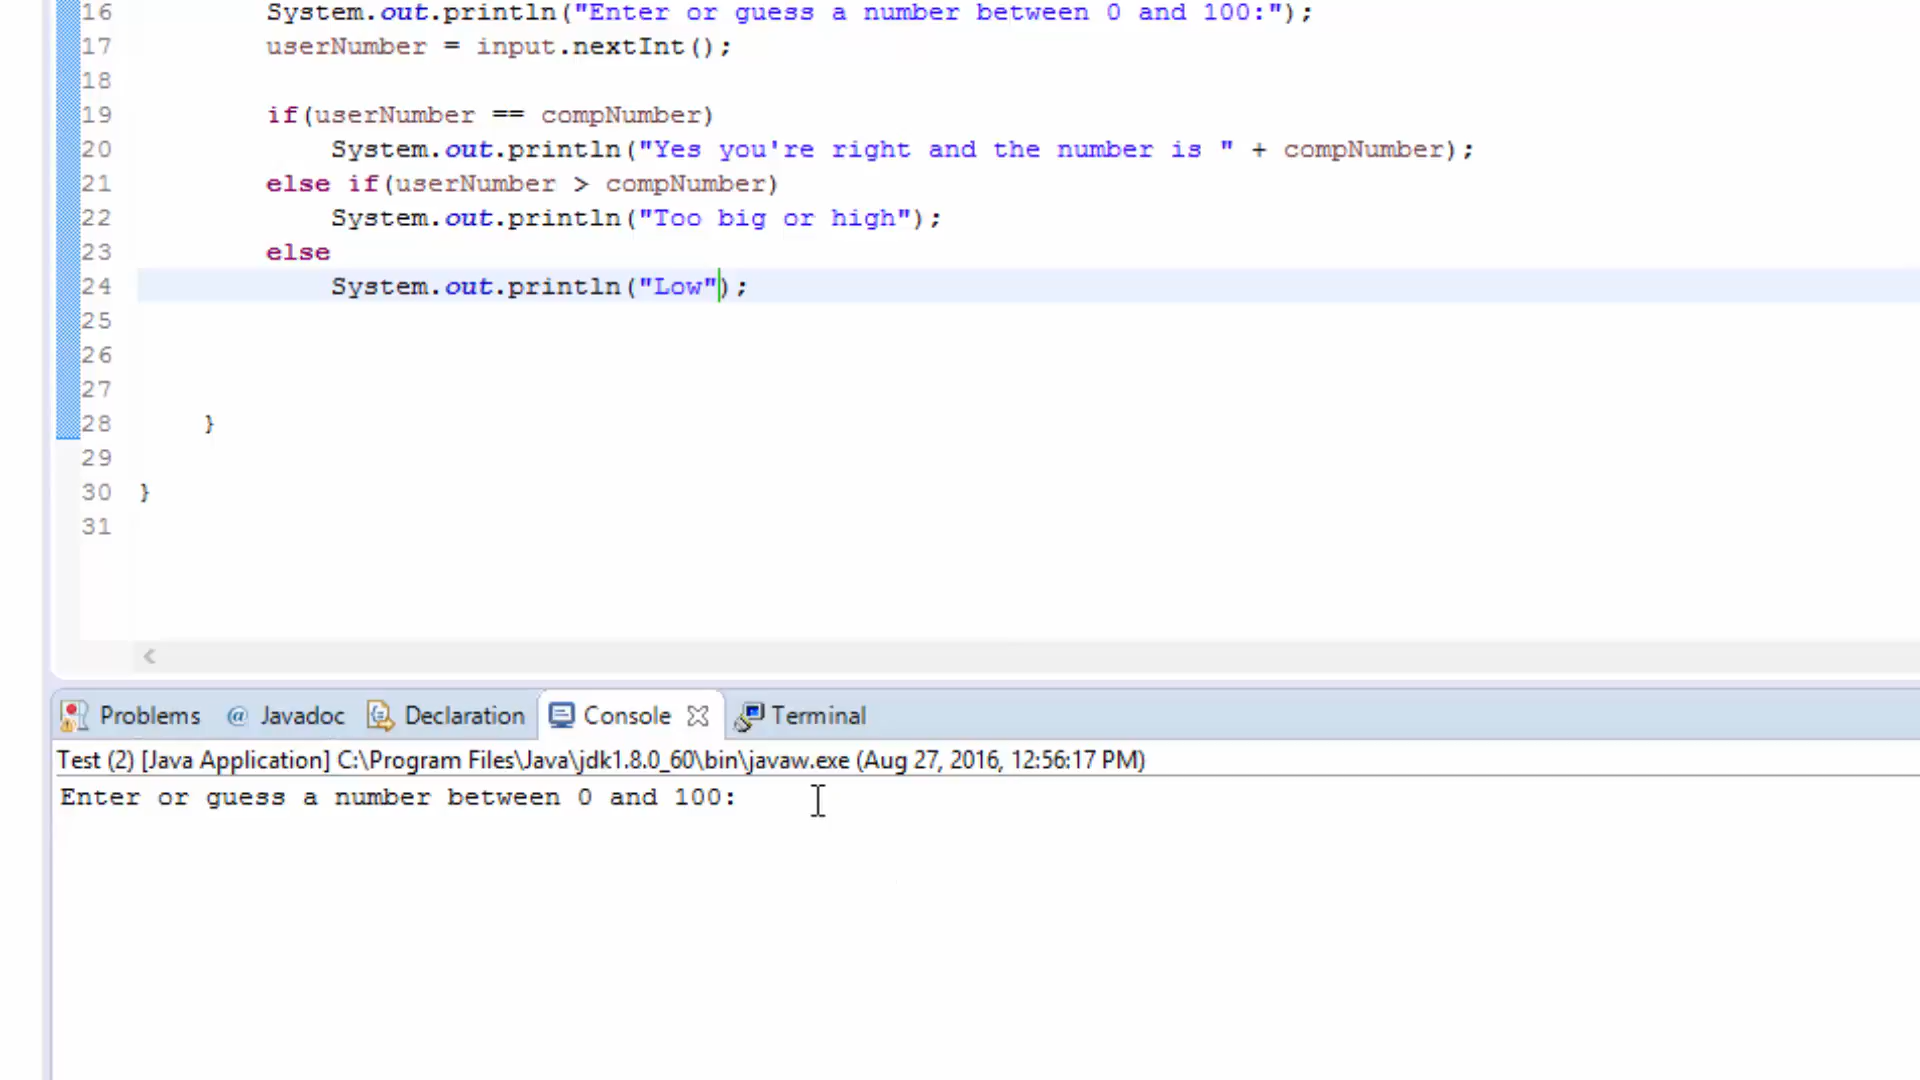 16 System.out.println("Enter or guess a number between 0 and 100:");
17 userNumber = input.nextInt();
18
19 if(userNumber == compNumber)
20 System.out.println("Yes you're right and the number is " + compNumber);
21 else if(userNumber > compNumber)
22 System.out.println("Too big or high");
23 else
24 System.out.println("Low");
25
26
27
28 }
29
30 }
31
Problems @ Javadoc Declaration Console Terminal
Test (2) [Java Application] C:\Program Files\Java\jdk1.8.0_60\bin\javaw.exe (Aug 27, 2016, 12:56:17 PM)
Enter or guess a number between 0 and 100: